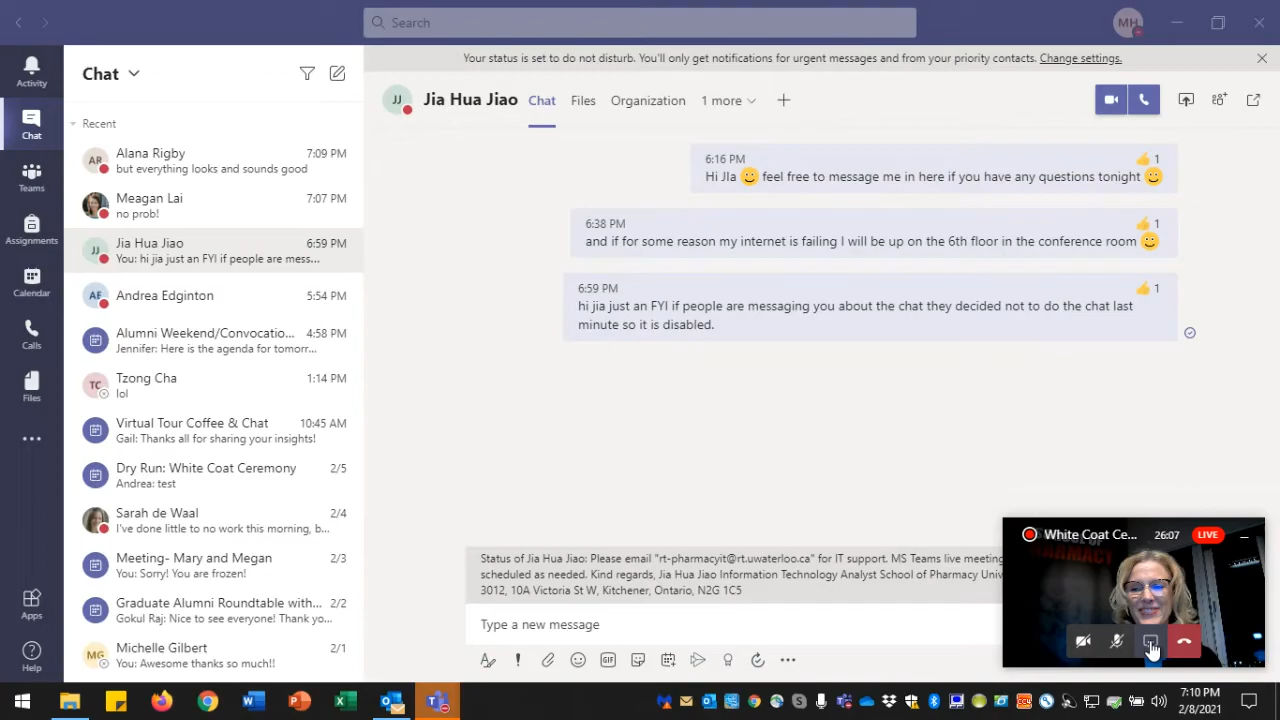 Search
MH
Activity
Chat
Teams
Assignments
Calendar
Calls
Files
Apps
Help
Chat
Recent
AR
Alana Rigby
7:09 PM
but everything looks and sounds good
Meagan Lai
7:07 PM
no prob!
JJ
Jia Hua Jiao
6:59 PM
You: hi jia just an FYI if people are mess...
AE
Andrea Edginton
5:54 PM
Alumni Weekend/Convocatio...
4:58 PM
Jennifer: Here is the agenda for tomorr...
TC
Tzong Cha
1:14 PM
lol
Virtual Tour Coffee & Chat
10:45 AM
Gail: Thanks all for sharing your insights!
Dry Run: White Coat Ceremony
2/5
Andrea: test
Sarah de Waal
2/4
I've done little to no work this morning, b...
Meeting- Mary and Megan
2/3
You: Sorry! You are frozen!
Graduate Alumni Roundtable with...
2/2
Gokul Raj: Nice to see everyone! Thank yo...
MG
Michelle Gilbert
2/1
You: Awesome thanks so much!!
Your status is set to do not disturb. You'll only get notifications for urgent messages and from your priority contacts. Change settings.
JJ
Jia Hua Jiao
Chat
Files
Organization
1 more
6:16 PM
1
Hi JIa feel free to message me in here if you have any questions tonight
6:38 PM
1
and if for some reason my internet is failing I will be up on the 6th floor in the conference room
6:59 PM
1
hi jia just an FYI if people are messaging you about the chat they decided not to do the chat last
minute so it is disabled.
Status of Jia Hua Jiao: Please email "rt-pharmacyit@rt.uwaterloo.ca" for IT support. MS Teams live meeting
scheduled as needed. Kind regards, Jia Hua Jiao Information Technology Analyst School of Pharmacy Univ
3012, 10A Victoria St W, Kitchener, Ontario, N2G 1C5
Type a new message
GIF
White Coat Ce...
26:07
LIVE
7:10 PM
2/8/2021